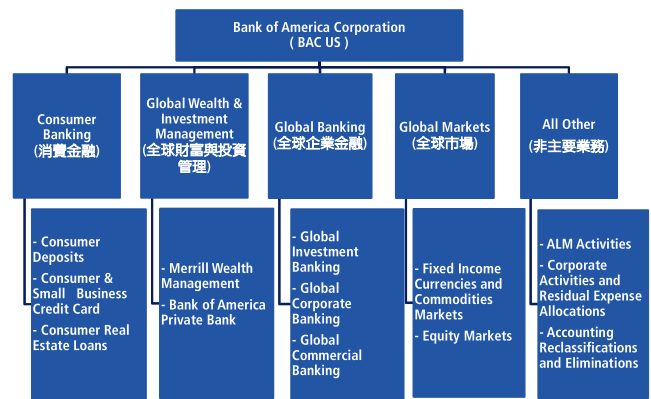 Bank of America Corporation
( BAC US )
Consumer
Banking
(消費金融)
Global Wealth &
Investment
Management
(全球財富與投資
管理)
Global Banking
(全球企業金融)
Global Markets
(全球市場)
All Other
(非主要業務)
- Consumer
Deposits
- Consumer &
Small Business
Credit Card
- Consumer Real
Estate Loans
- Merrill Wealth
Management
- Bank of America
Private Bank
- Global
Investment
Banking
- Global
Corporate
Banking
- Global
Commercial
Banking
- Fixed Income
Currencies and
Commodities
Markets
- Equity Markets
- ALM Activities
- Corporate
Activities and
Residual Expense
Allocations
- Accounting
Reclassifications
and Eliminations